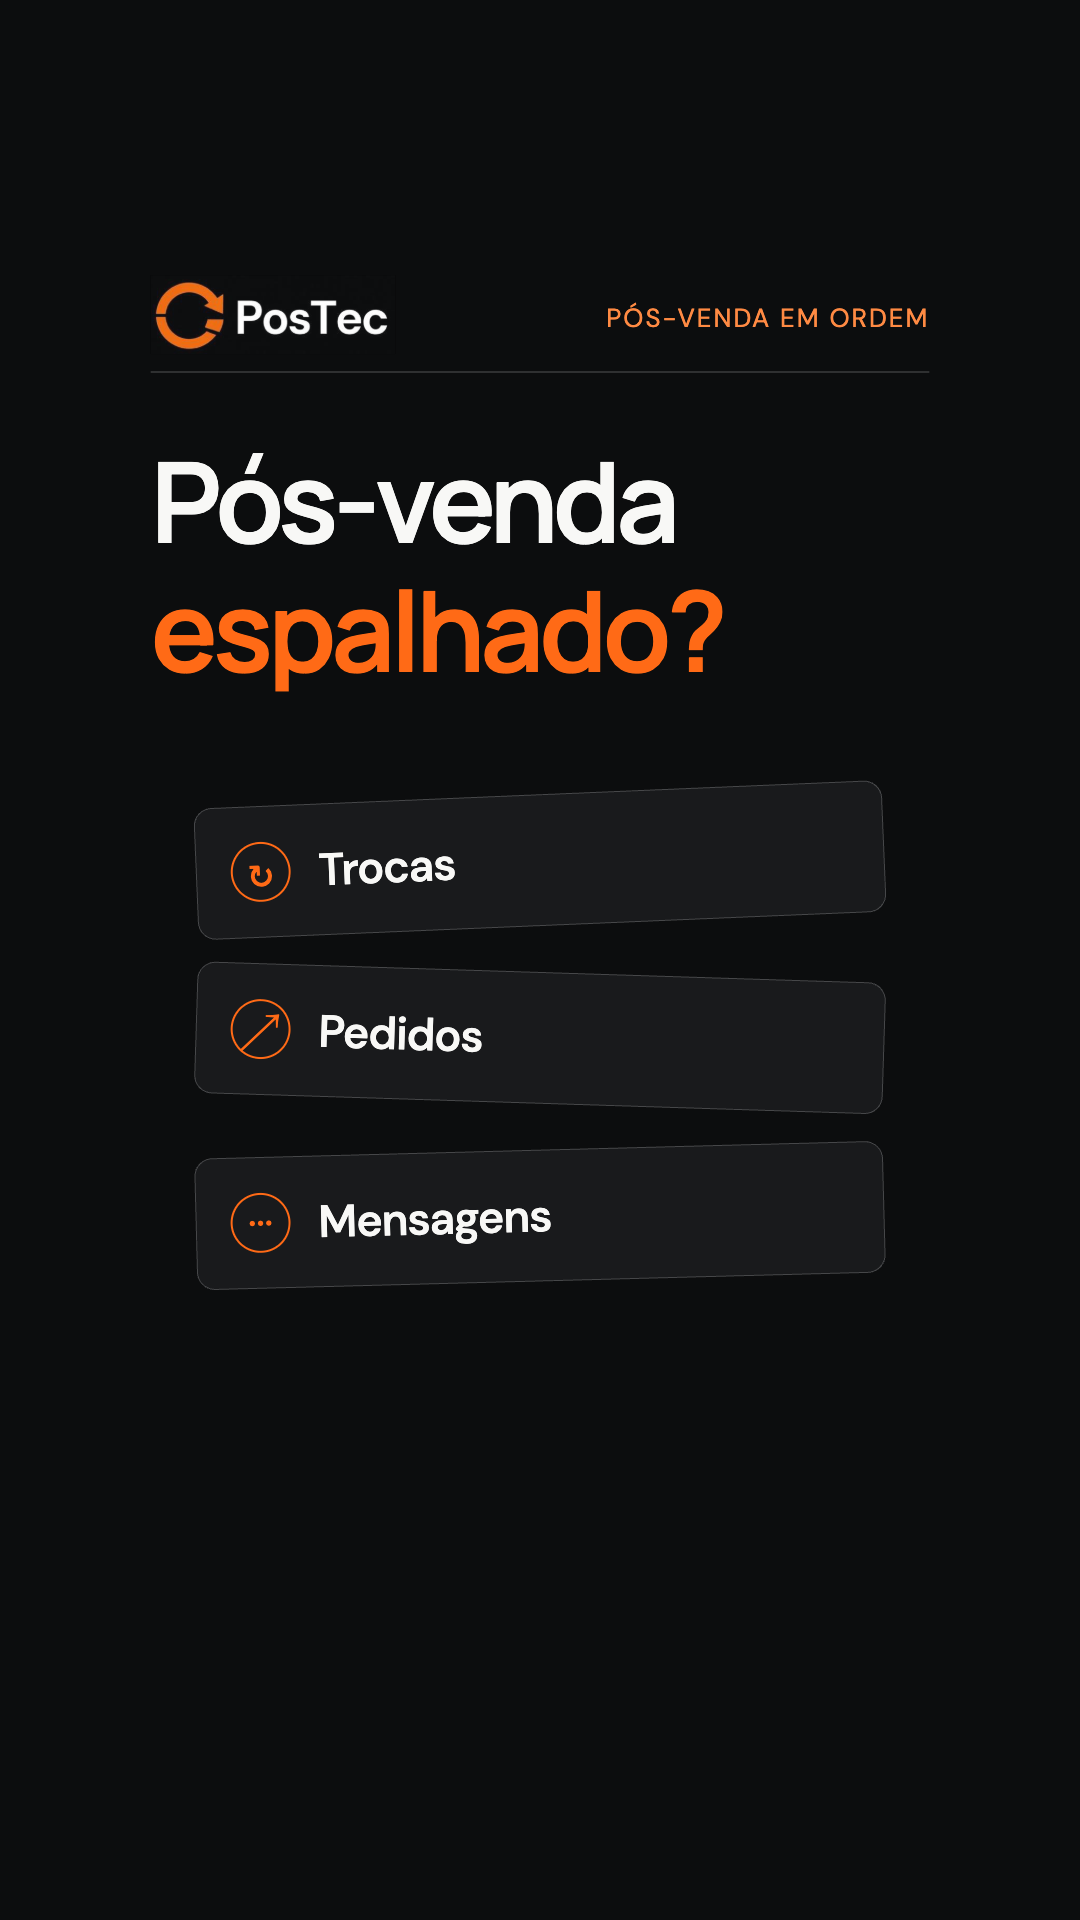 PosTec
PÓS-VENDA EM ORDEM
Pós-venda
espalhado?
Trocas
Pedidos
Mensagens